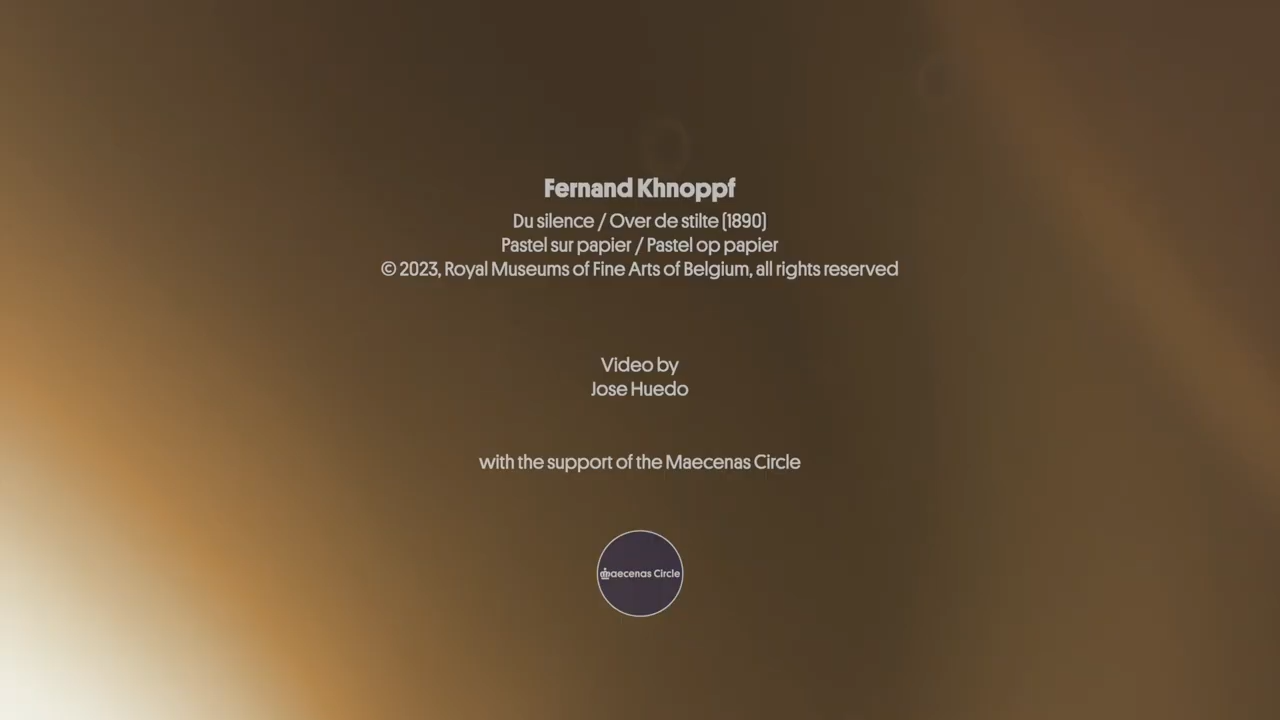 Fernand Khnoppf
Du silence / Over de stilte (1890)
Pastel sur papier / Pastel op papier
© 2023, Royal Museums of Fine Arts of Belgium, all rights reserved
Video by
Jose Huedo
with the support of the Maecenas Circle
maecenas Circle